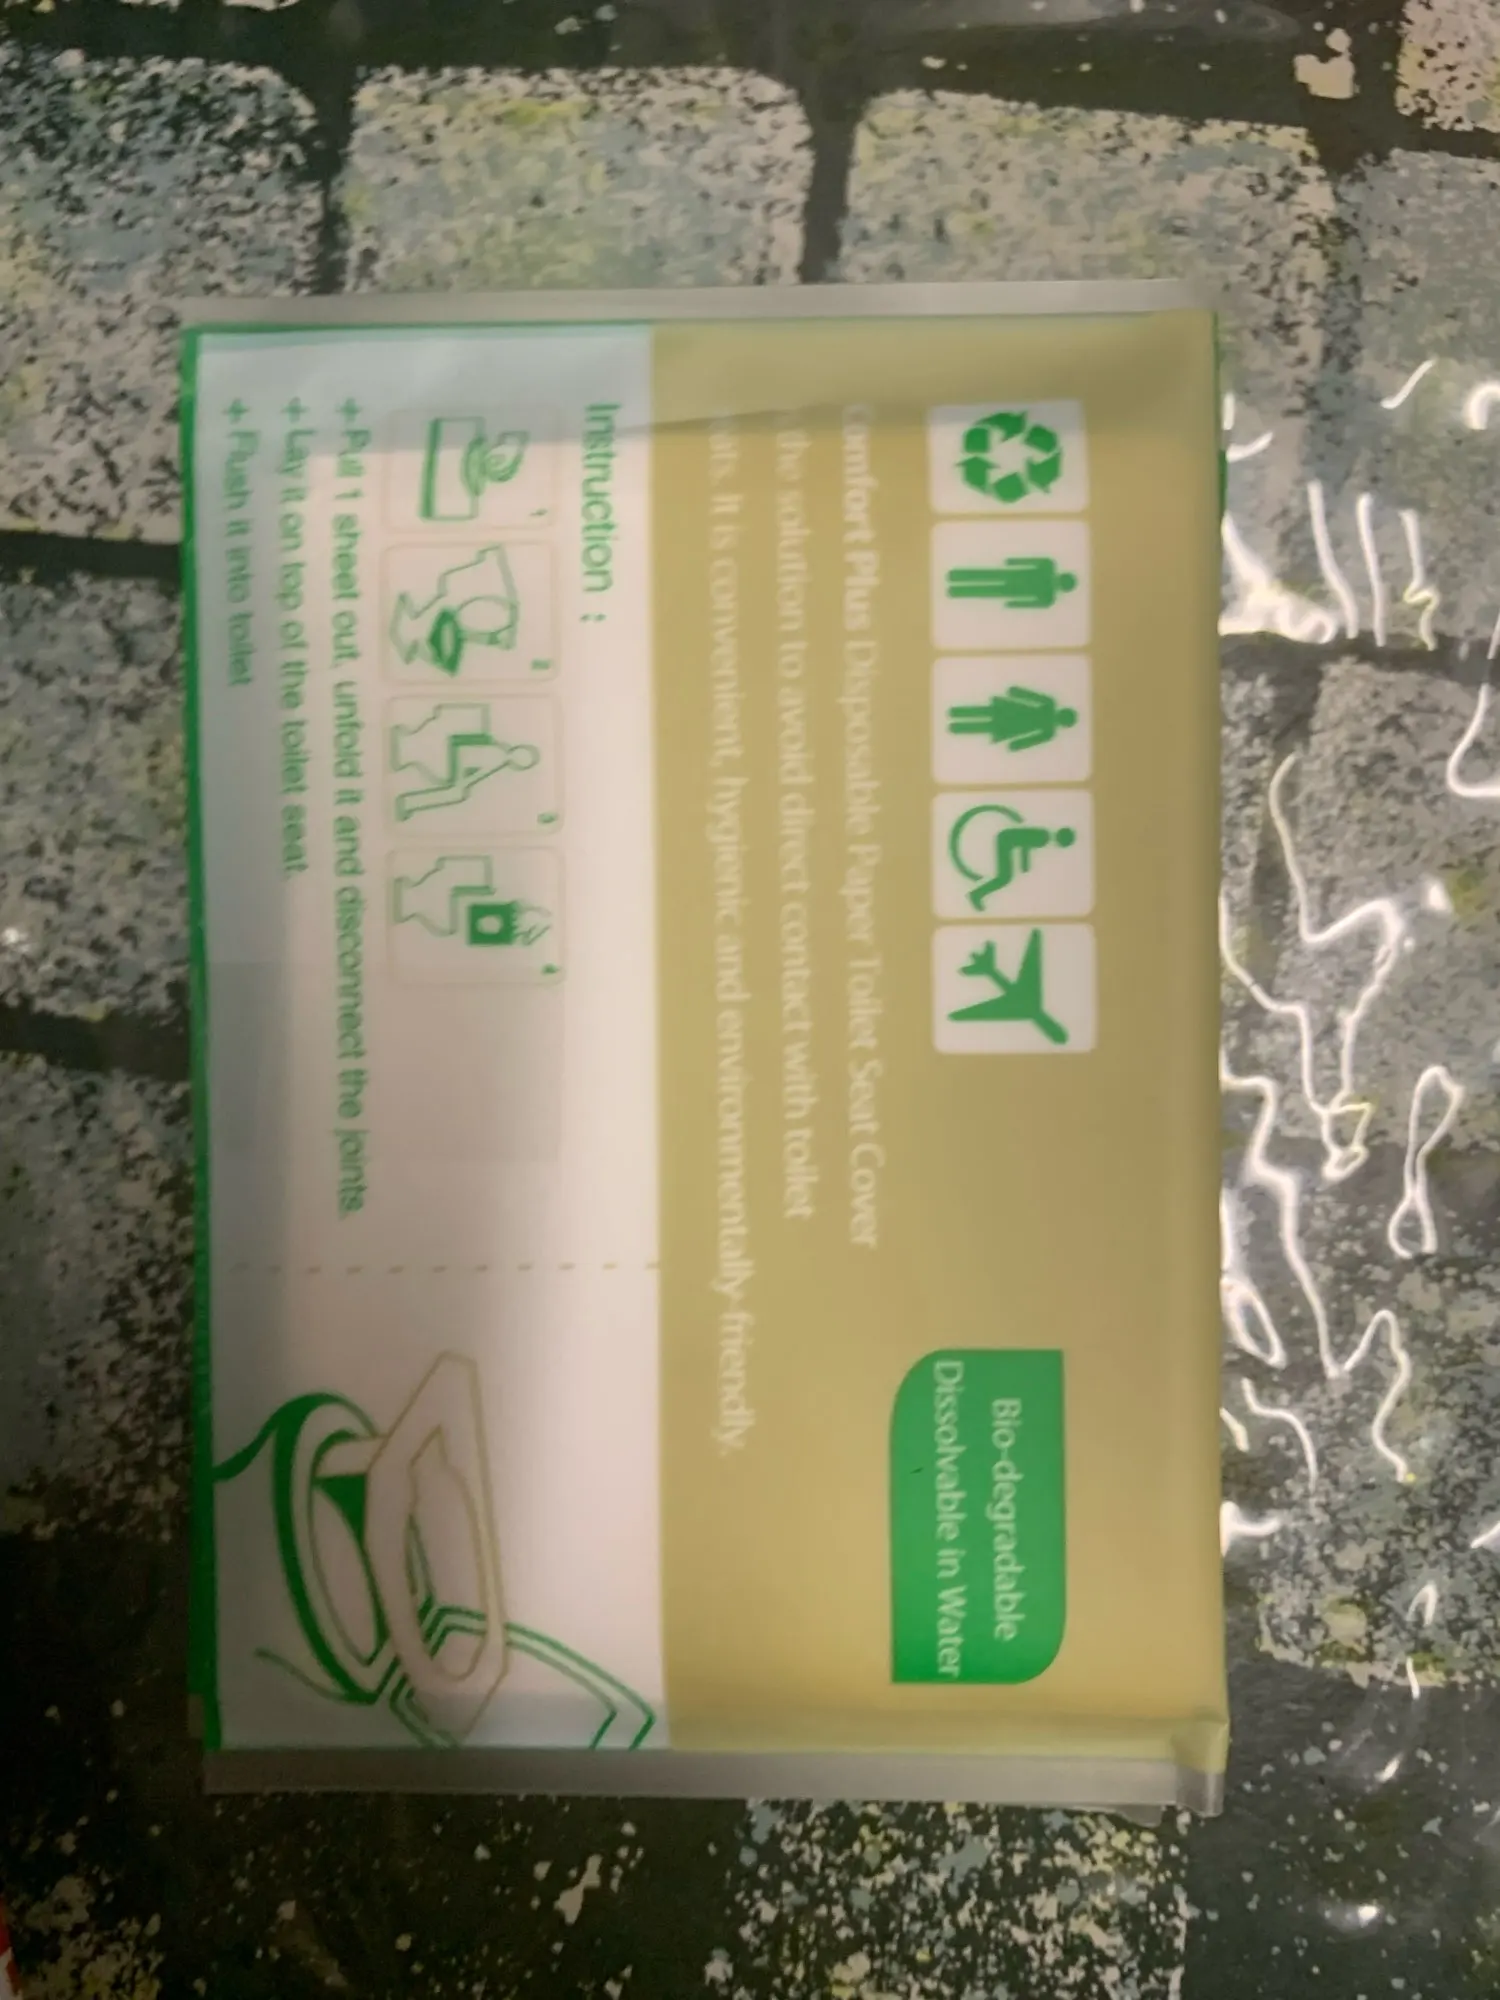 Bio-degradable
Dissolvable in Water
Comfort Plus Disposable Paper Toilet Seat Cover
the solution to avoid direct contact with toilet
It is convenient, hygienic and environmentally-friendly.
Instruction :
1 2 3 4
+ Pull 1 sheet out, unfold it and disconnect the joints.
+ Lay it on top of the toilet seat.
+ Flush it into toilet